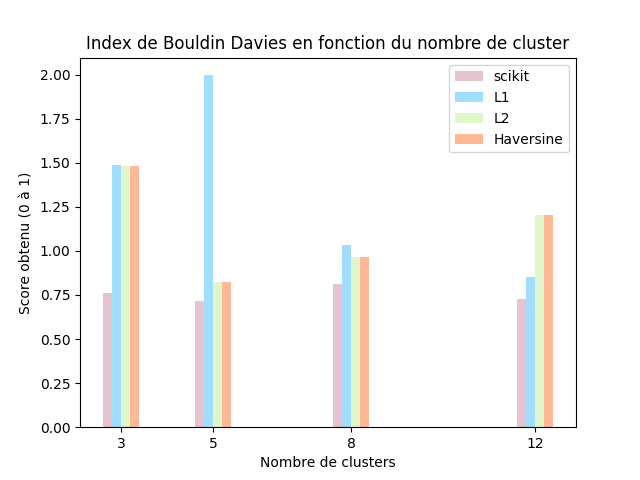 Index de Bouldin Davies en fonction du nombre de cluster
scikit
L1
L2
Haversine
Score obtenu (0 à 1)
2.00
1.75
1.50
1.25
1.00
0.75
0.50
0.25
0.00
3
5
8
12
Nombre de clusters